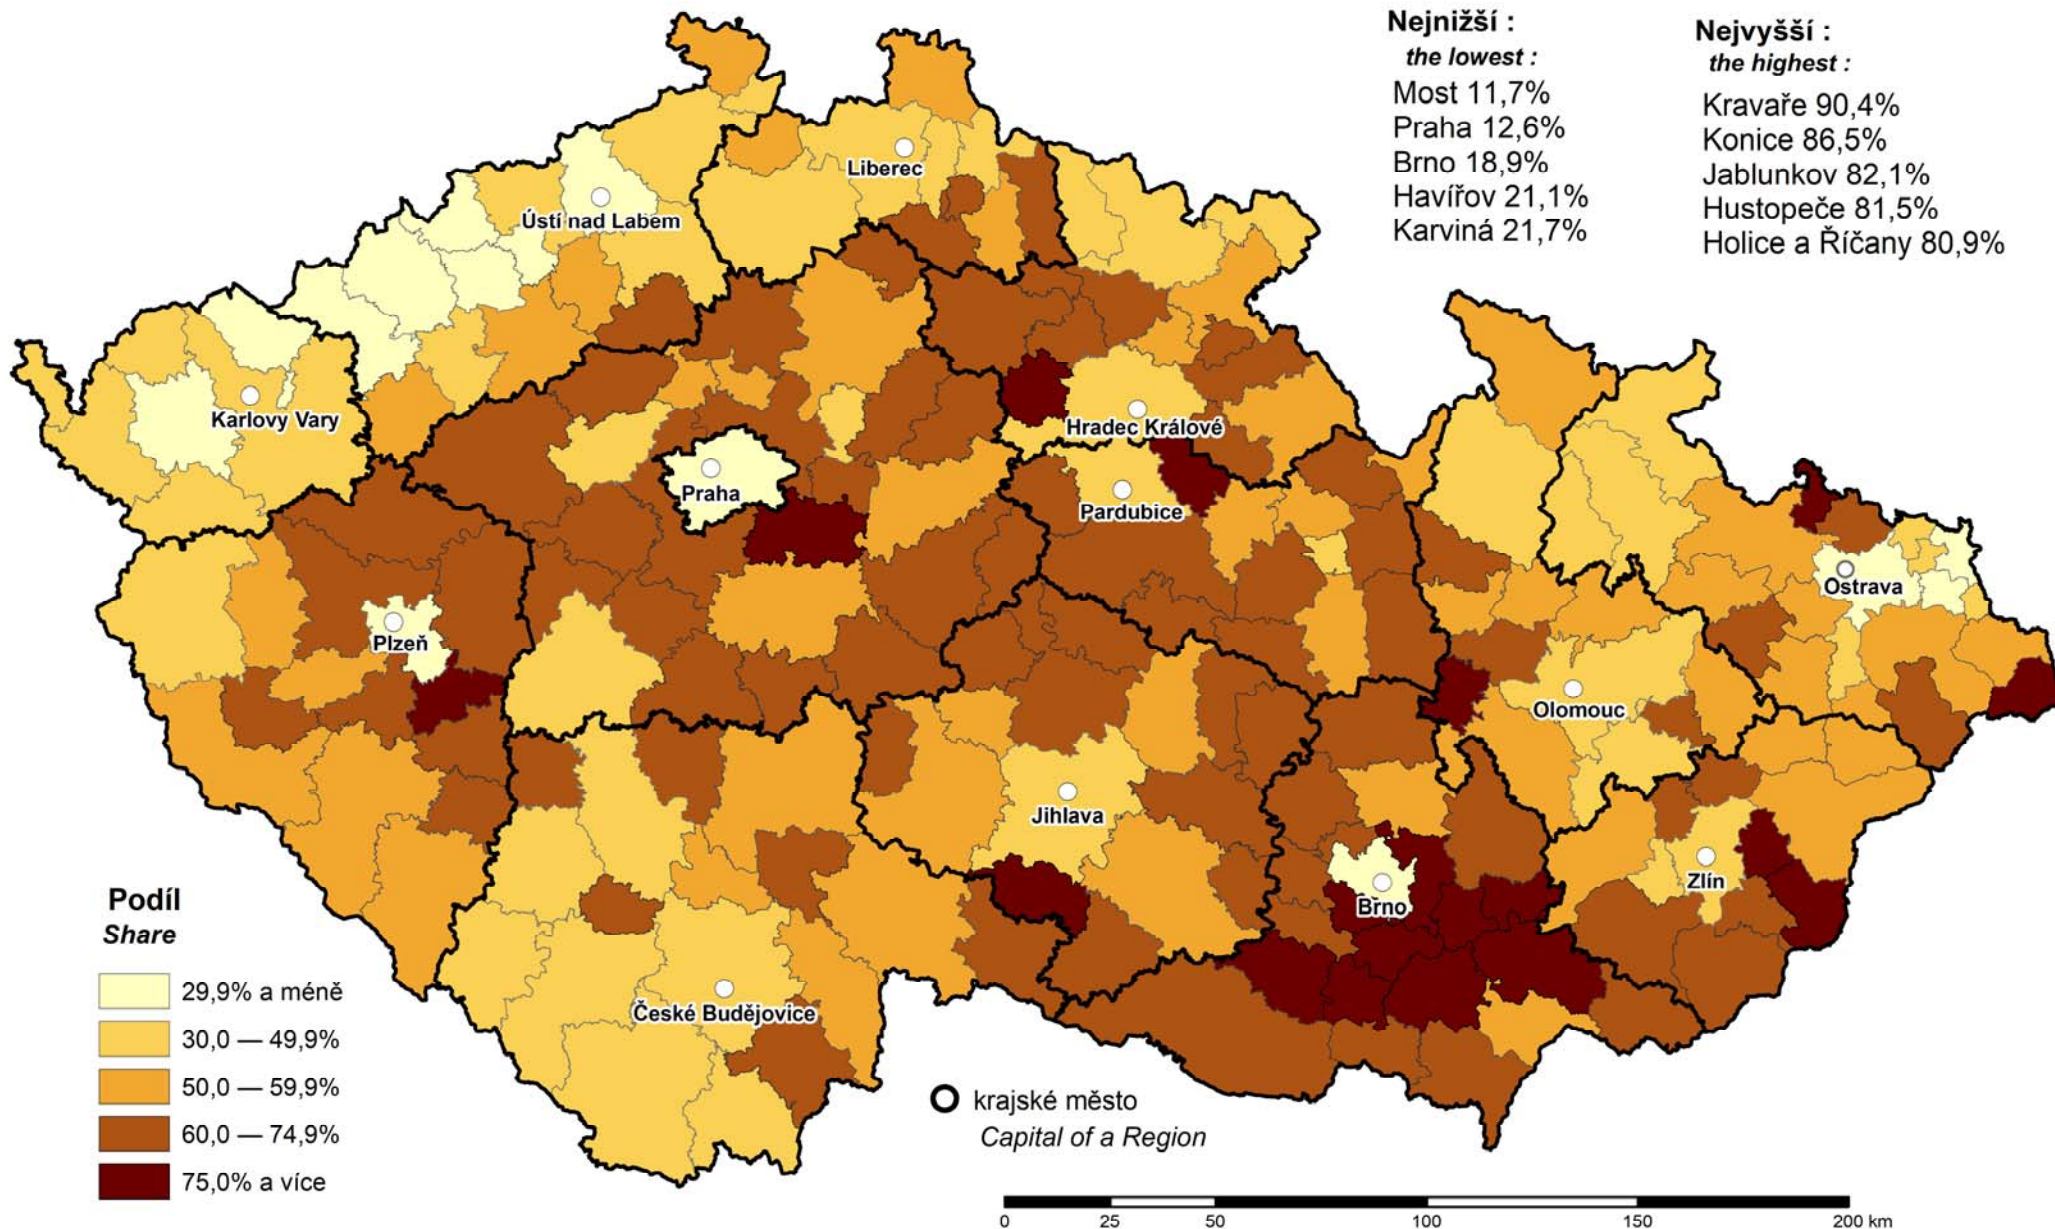 Nejnižší :
the lowest :
Most 11,7%
Praha 12,6%
Brno 18,9%
Havířov 21,1%
Karviná 21,7%
Nejvyšší :
the highest :
Kravaře 90,4%
Konice 86,5%
Jablunkov 82,1%
Hustopeče 81,5%
Holice a Říčany 80,9%
Liberec
Ústí nad Labem
Karlovy Vary
Hradec Králové
Praha
Pardubice
Ostrava
Plzeň
Olomouc
Jihlava
Zlín
Brno
České Budějovice
Podíl
Share
29,9% a méně
30,0 — 49,9%
50,0 — 59,9%
60,0 — 74,9%
75,0% a více
krajské město
Capital of a Region
0 25 50 100 150 200 km